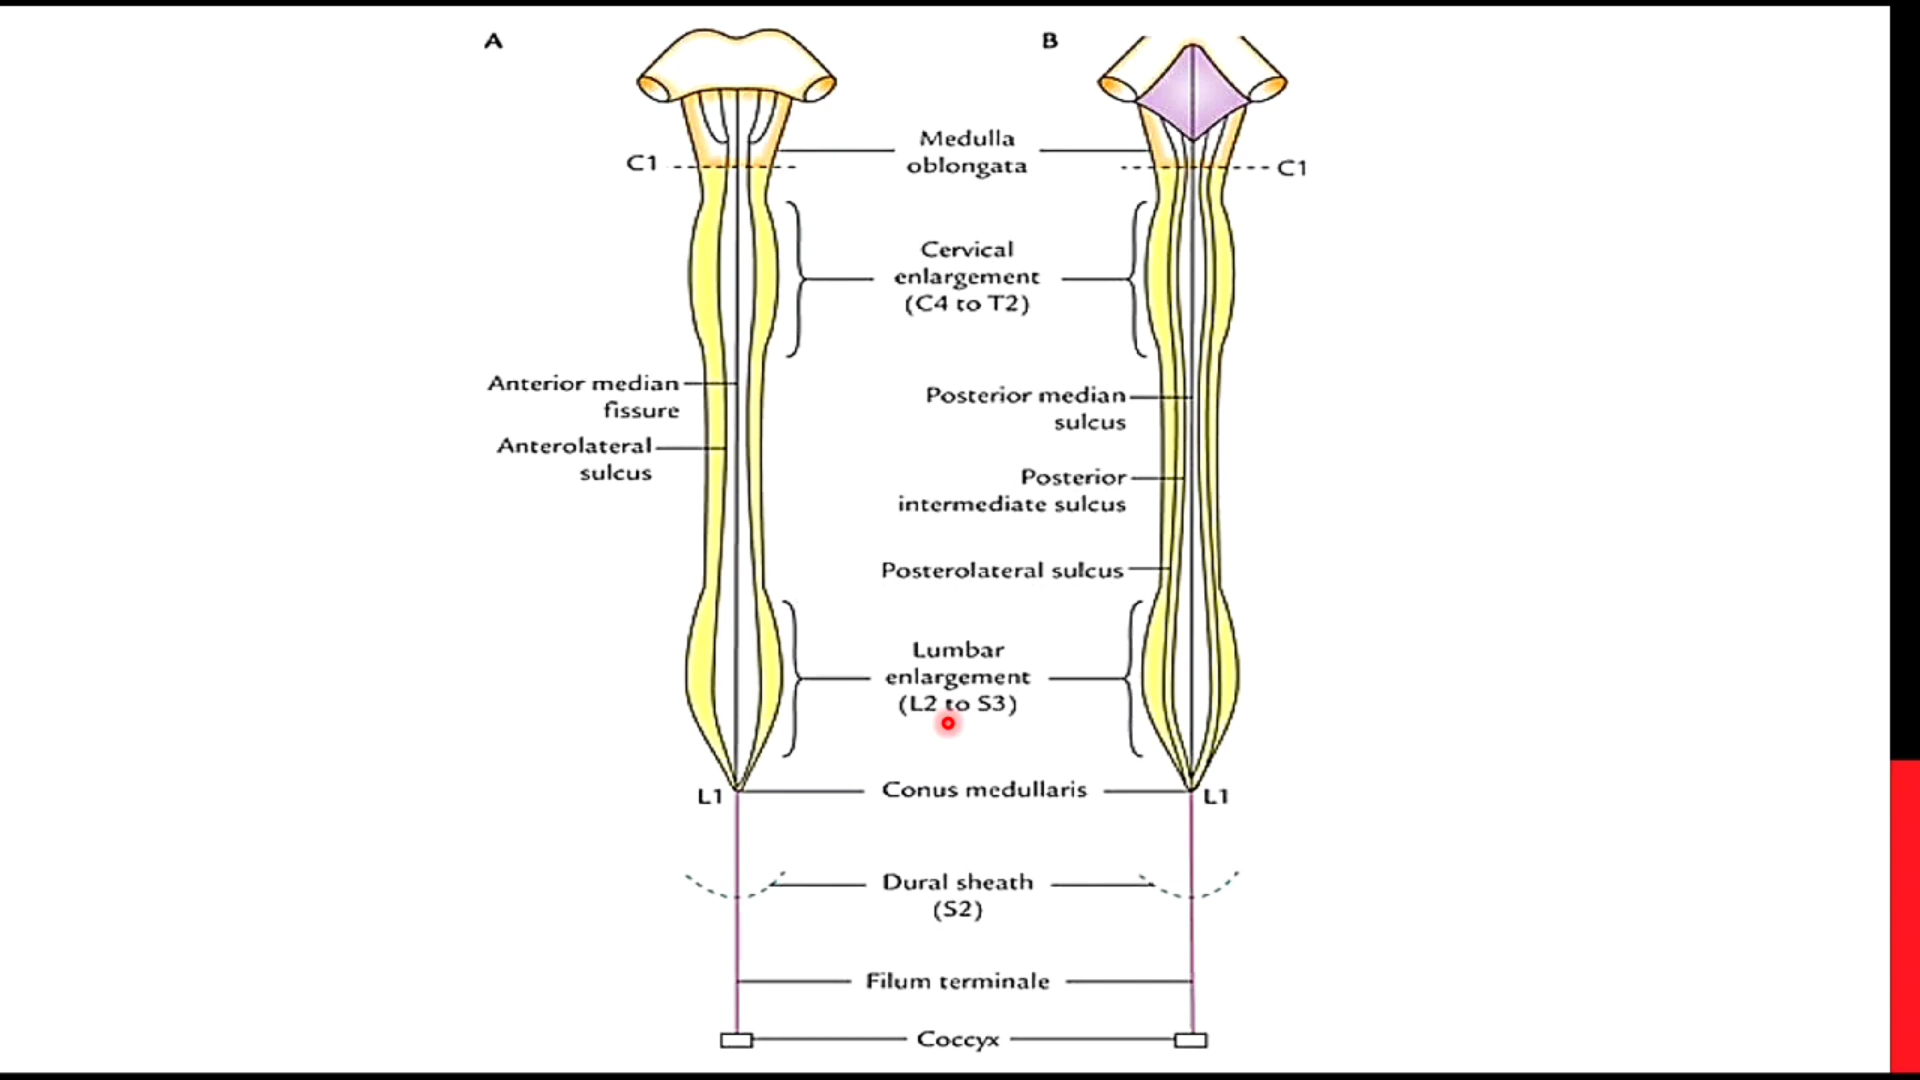 A
B
Medulla
oblongata
C1
C1
Cervical
enlargement
(C4 to T2)
Anterior median
fissure
Anterolateral
sulcus
Posterior median
sulcus
Posterior
intermediate sulcus
Posterolateral sulcus
Lumbar
enlargement
(L2 to S3)
L1
Conus medullaris
L1
Dural sheath
(S2)
Filum terminale
Coccyx